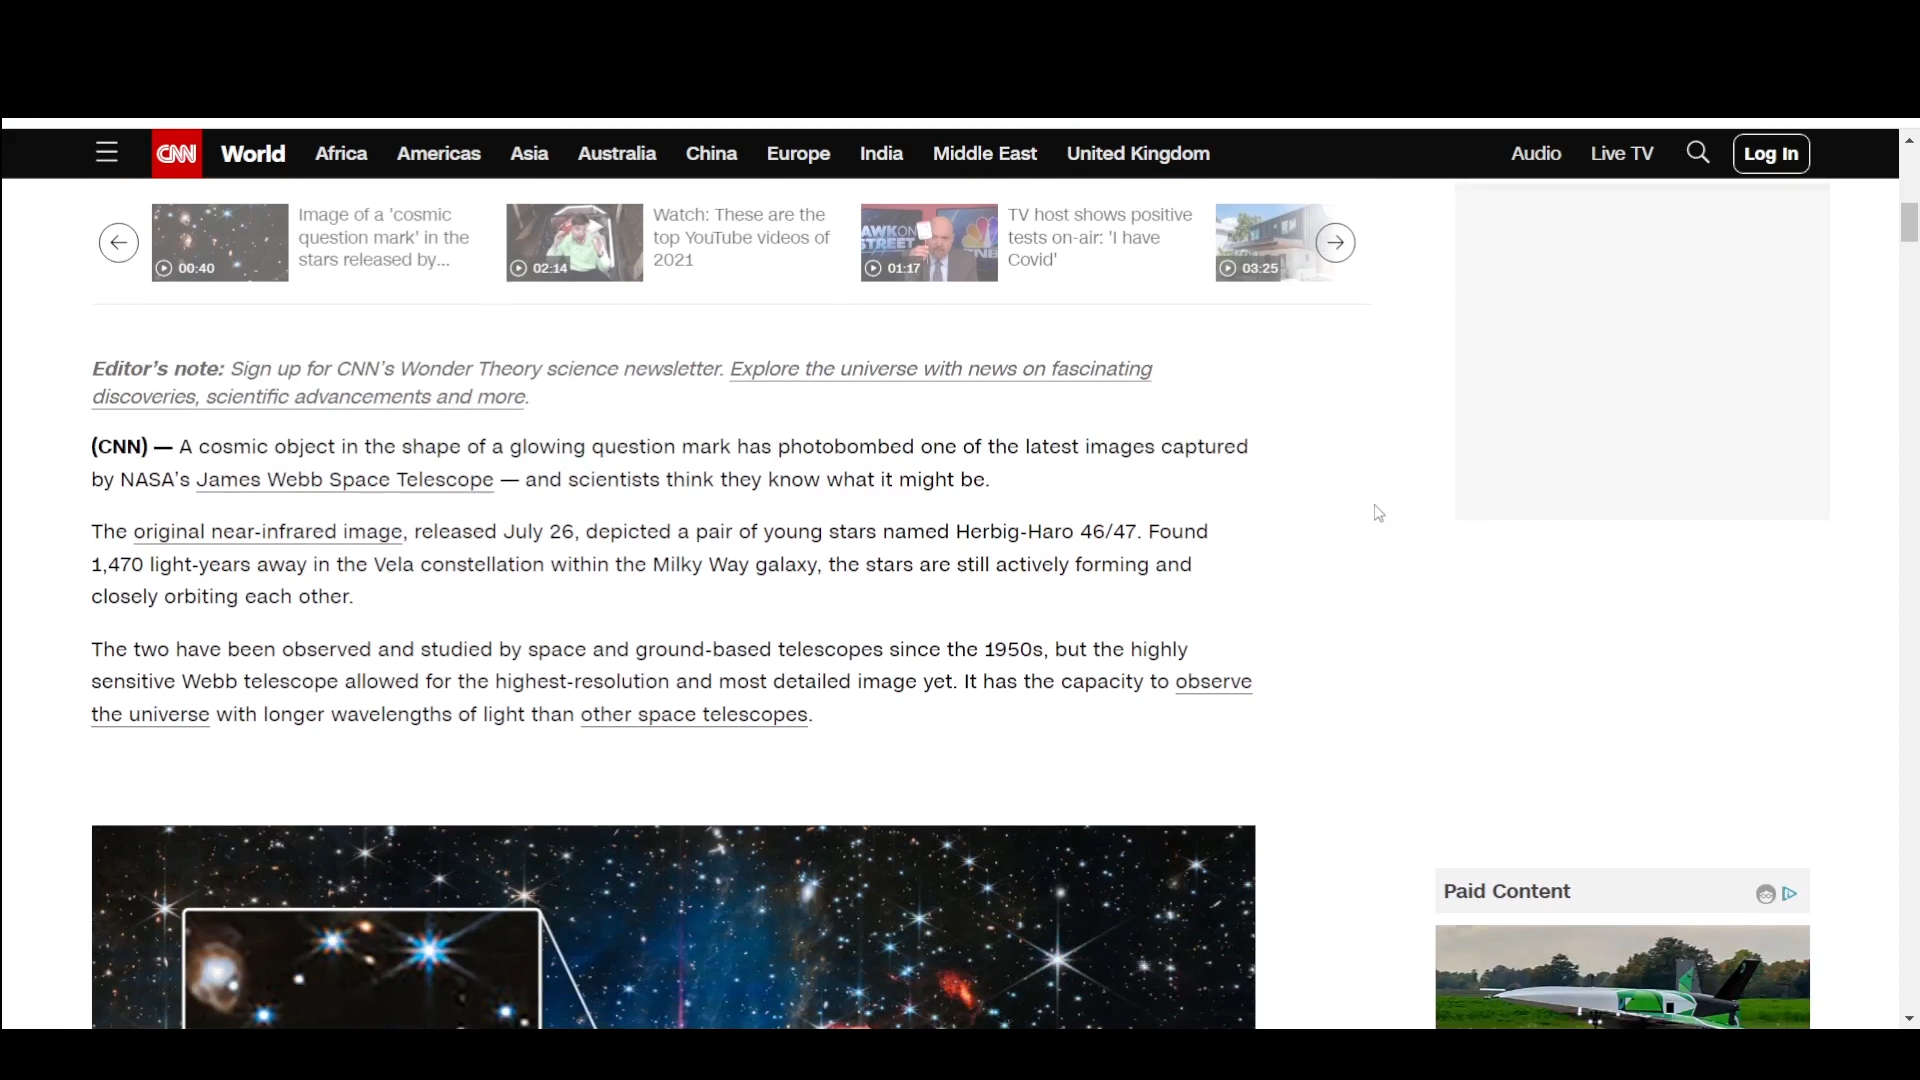 CNN World Africa Americas Asia Australia China Europe India Middle East United Kingdom Audio Live TV Log In
Image of a 'cosmic
question mark' in the
stars released by...
00:40
Watch: These are the
top YouTube videos of
2021
02:14
TV host shows positive
tests on-air: 'I have
Covid'
AWK ON
STREET
01:17
03:25
Editor's note: Sign up for CNN's Wonder Theory science newsletter. Explore the universe with news on fascinating
discoveries, scientific advancements and more.
(CNN) — A cosmic object in the shape of a glowing question mark has photobombed one of the latest images captured
by NASA's James Webb Space Telescope — and scientists think they know what it might be.
The original near-infrared image, released July 26, depicted a pair of young stars named Herbig-Haro 46/47. Found
1,470 light-years away in the Vela constellation within the Milky Way galaxy, the stars are still actively forming and
closely orbiting each other.
The two have been observed and studied by space and ground-based telescopes since the 1950s, but the highly
sensitive Webb telescope allowed for the highest-resolution and most detailed image yet. It has the capacity to observe
the universe with longer wavelengths of light than other space telescopes.
Paid Content